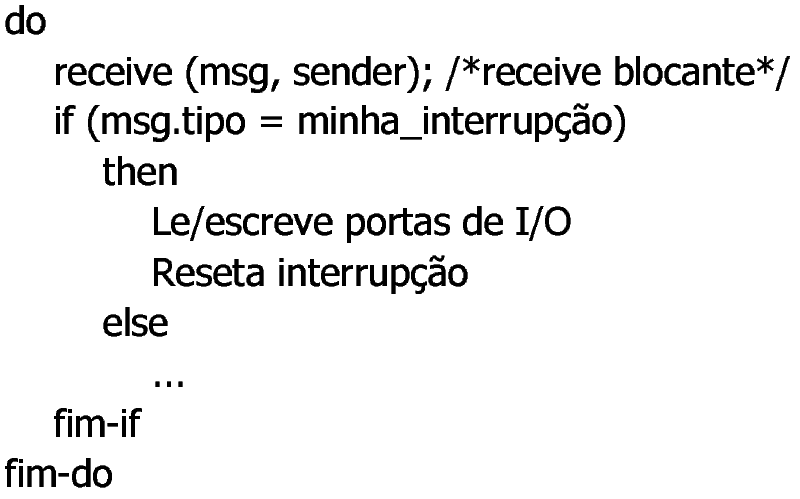 do
receive (msg, sender); /*receive blocante*/
if (msg.tipo = minha_interrupção)
then
Le/escreve portas de I/O
Reseta interrupção
else
...
fim-if
fim-do